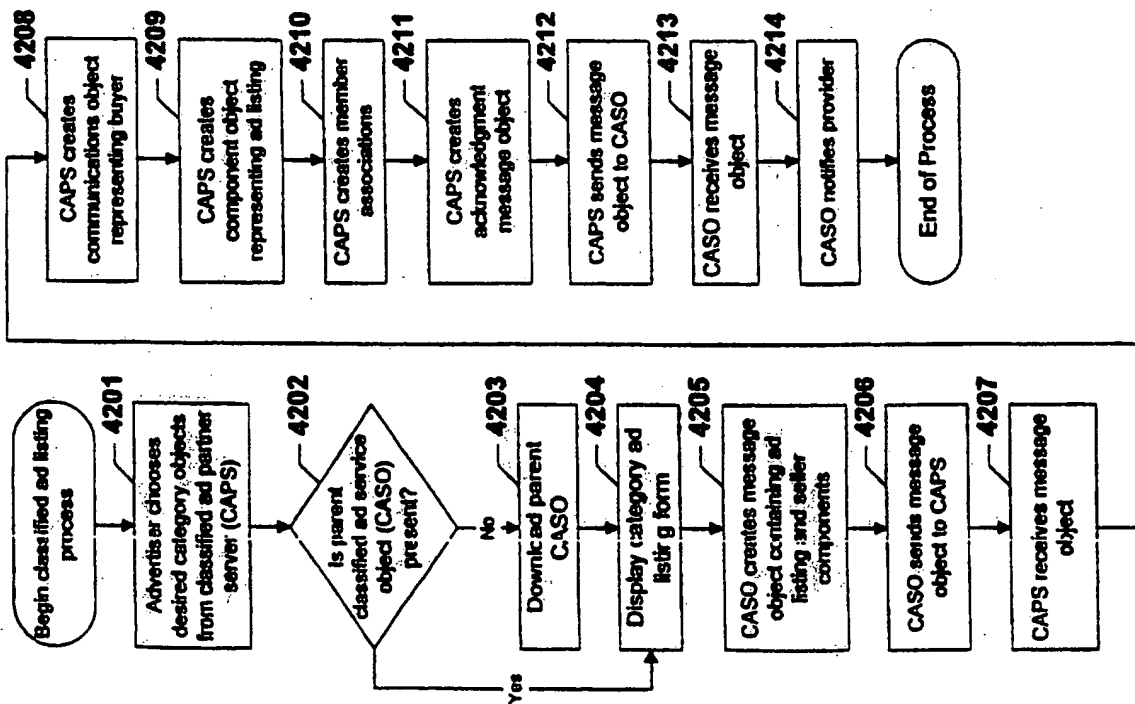 Begin classified ad listing
process
4201
Advertiser chooses
desired category objects
from classified ad partner
server (CAPS)
4202
Is parent
classified ad service
object (CASO)
present?
No
Yes
4203
Download parent
CASO
4204
Display category ad
listing form
4205
CASO creates message
object containing ad
listing and seller
components
4206
CASO sends message
object to CAPS
4207
CAPS receives message
object
4208
CAPS creates
communications object
representing buyer
4209
CAPS creates
component object
representing ad listing
4210
CAPS creates member
associations
4211
CAPS creates
acknowledgment
message object
4212
CAPS sends message
object to CASO
4213
CASO receives message
object
4214
CASO notifies provider
End of Process